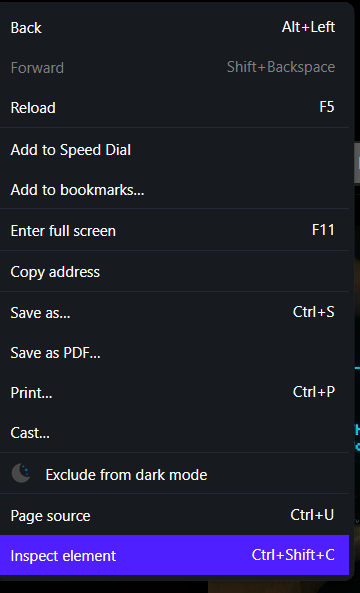 Back Alt+Left
Forward Shift+Backspace
Reload F5
Add to Speed Dial
Add to bookmarks...
Enter full screen F11
Copy address
Save as... Ctrl+S
Save as PDF...
Print... Ctrl+P
Cast...
Exclude from dark mode
Page source Ctrl+U
Inspect element Ctrl+Shift+C